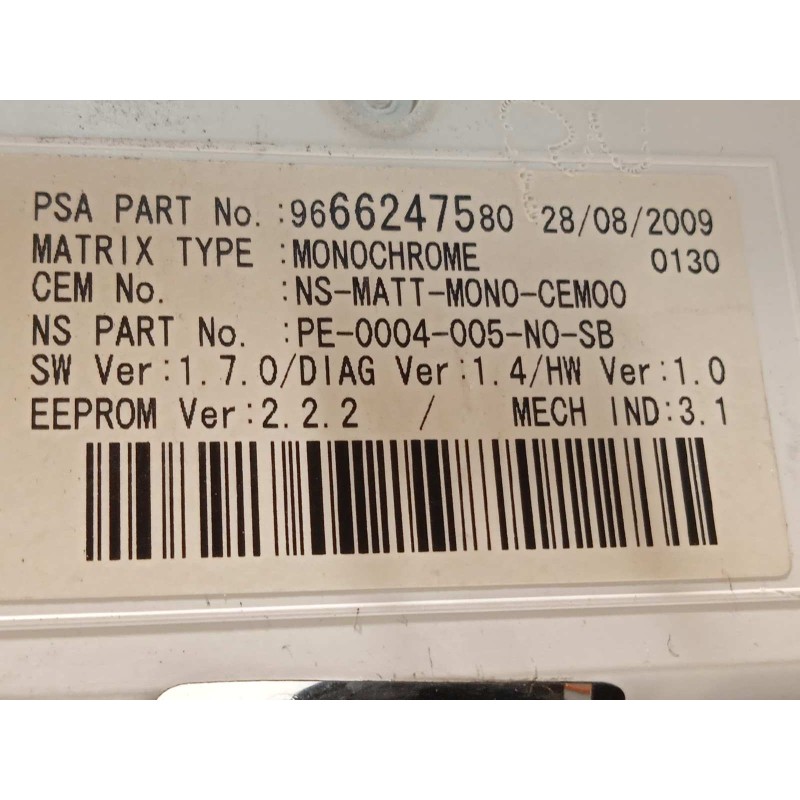 PSA PART No. :9666247580 28/08/2009
MATRIX TYPE :MONOCHROME 0130
CEM No. :NS-MATT-MONO-CEM00
NS PART No. :PE-0004-005-N0-SB
SW Ver:1.7.0/DIAG Ver:1.4/HW Ver:1.0
EEPROM Ver:2.2.2 / MECH IND:3.1